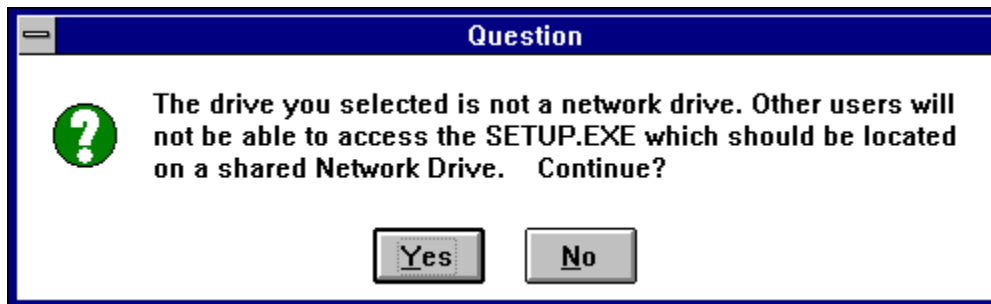 Question
The drive you selected is not a network drive. Other users will
not be able to access the SETUP.EXE which should be located
on a shared Network Drive.    Continue?
Yes
No